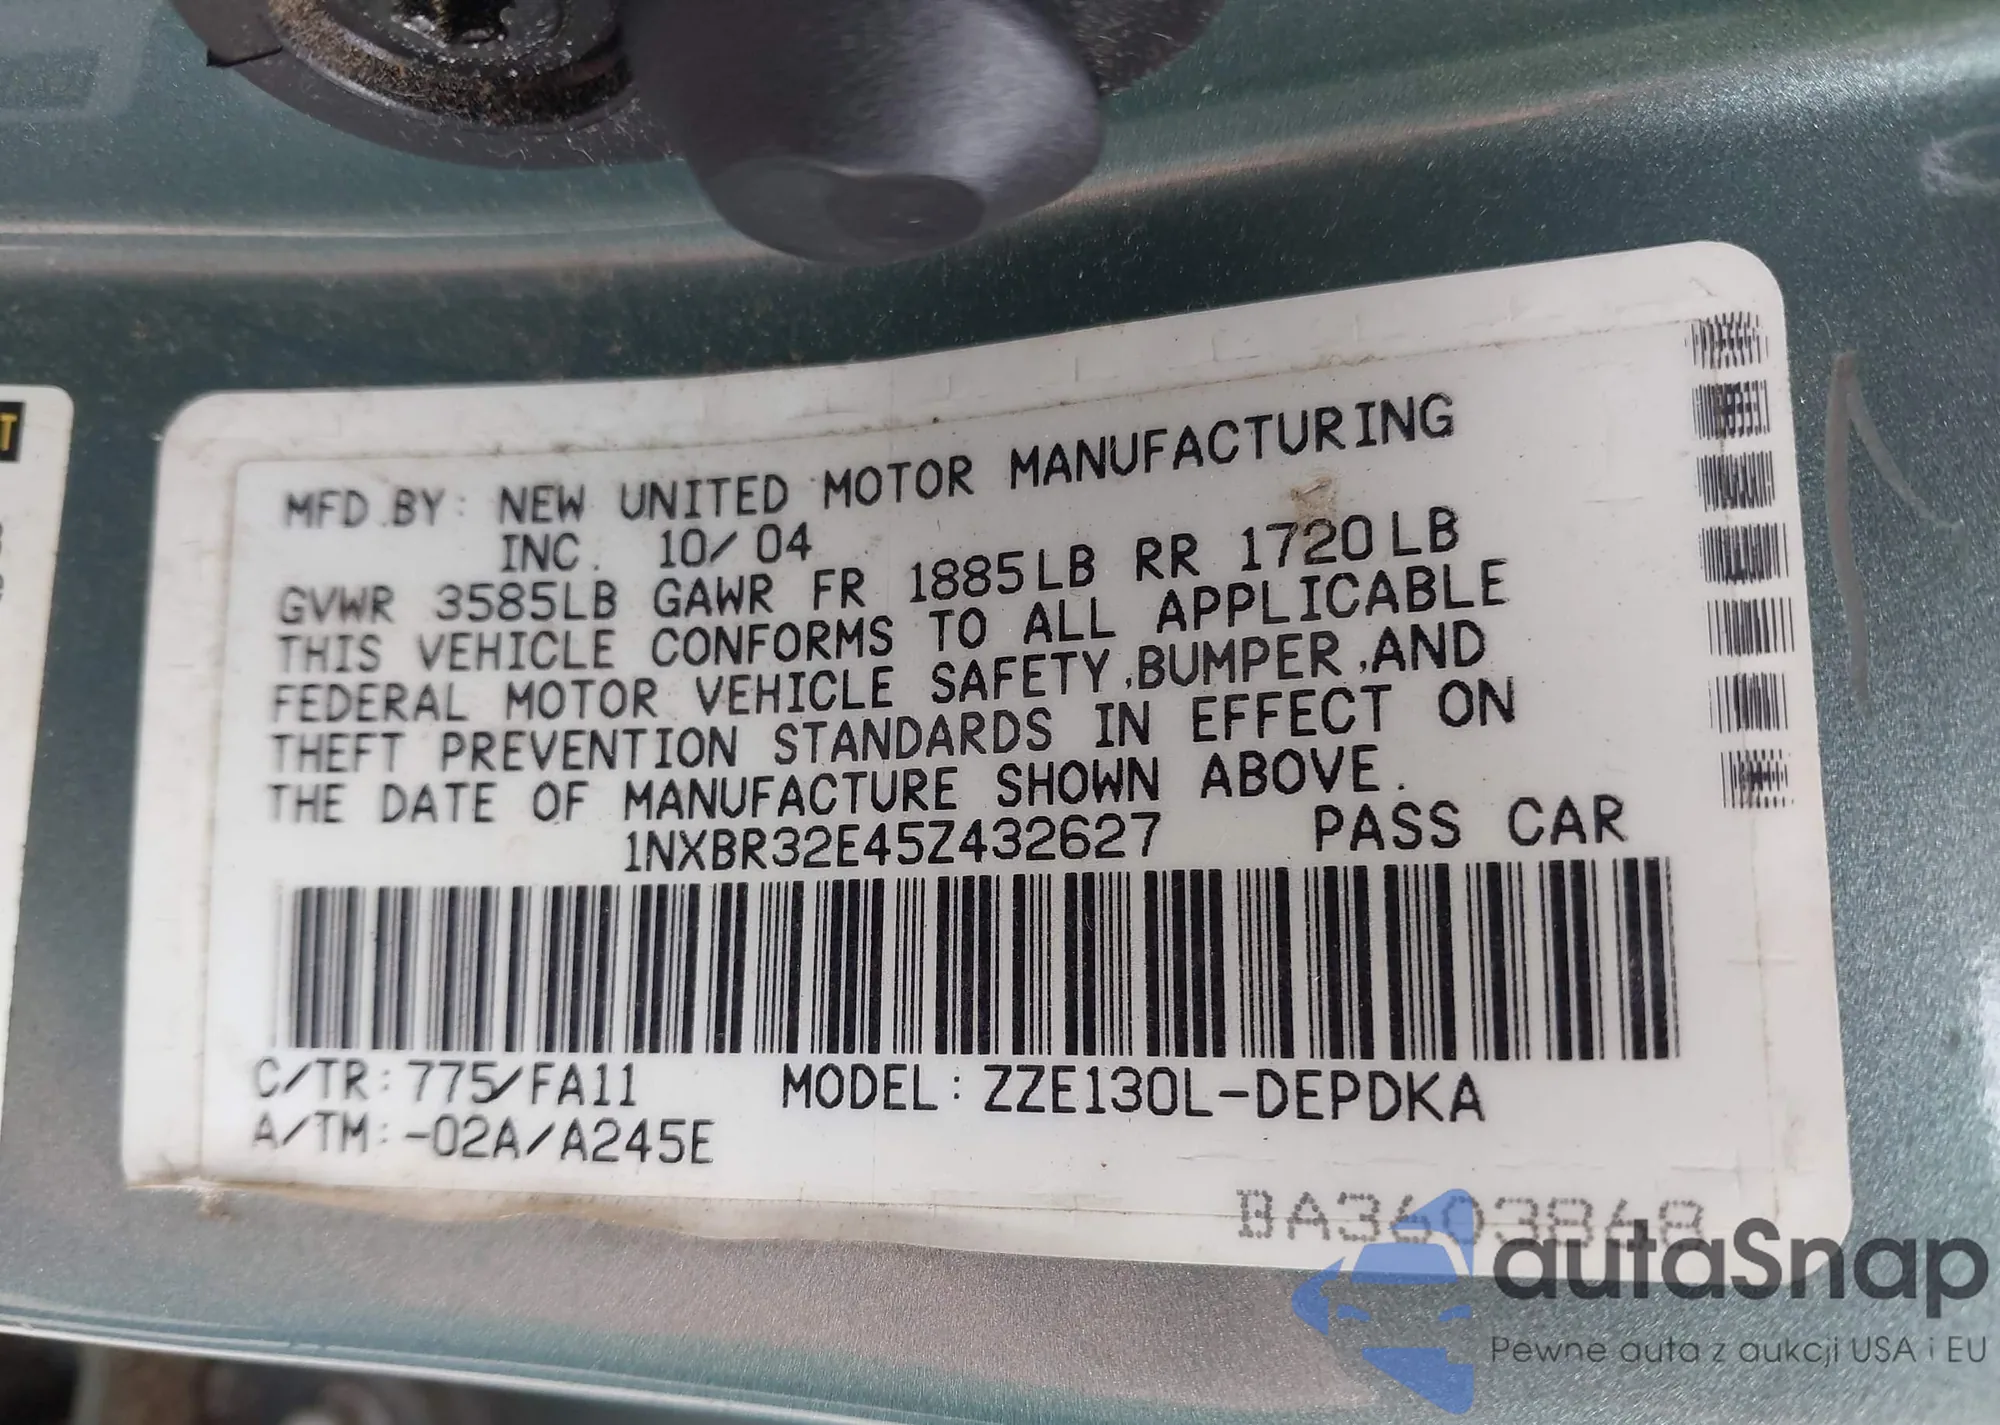 T
MFD.BY: NEW UNITED MOTOR MANUFACTURING
INC. 10/04
GVWR 3585LB GAWR FR 1885LB RR 1720LB
THIS VEHICLE CONFORMS TO ALL APPLICABLE
FEDERAL MOTOR VEHICLE SAFETY,BUMPER,AND
THEFT PREVENTION STANDARDS IN EFFECT ON
THE DATE OF MANUFACTURE SHOWN ABOVE.
1NXBR32E45Z432627 PASS CAR
C/TR:775/FA11 MODEL:ZZE130L-DEPDKA
A/TM:-02A/A245E
BA3603868
autaSnap
Pewne auta z aukcji USA i EU